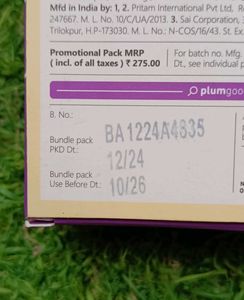 Mfd in India by: 1, 2. Pritam International Pvt Ltd,
247667. M. L. No. 10/C/UA/2013. 3. Sai Corporation,
Trilokpur, H.P-173030. M. L. No.: N-COS/16/43. St. Ex
Promotional Pack MRP
( incl. of all taxes ) ₹ 275.00
For batch no. Mfg.
Dt., see individual p
plumgoo
B. No.:
BA1224A4835
Bundle pack
PKD Dt.:
12/24
Bundle pack
Use Before Dt.:
10/26